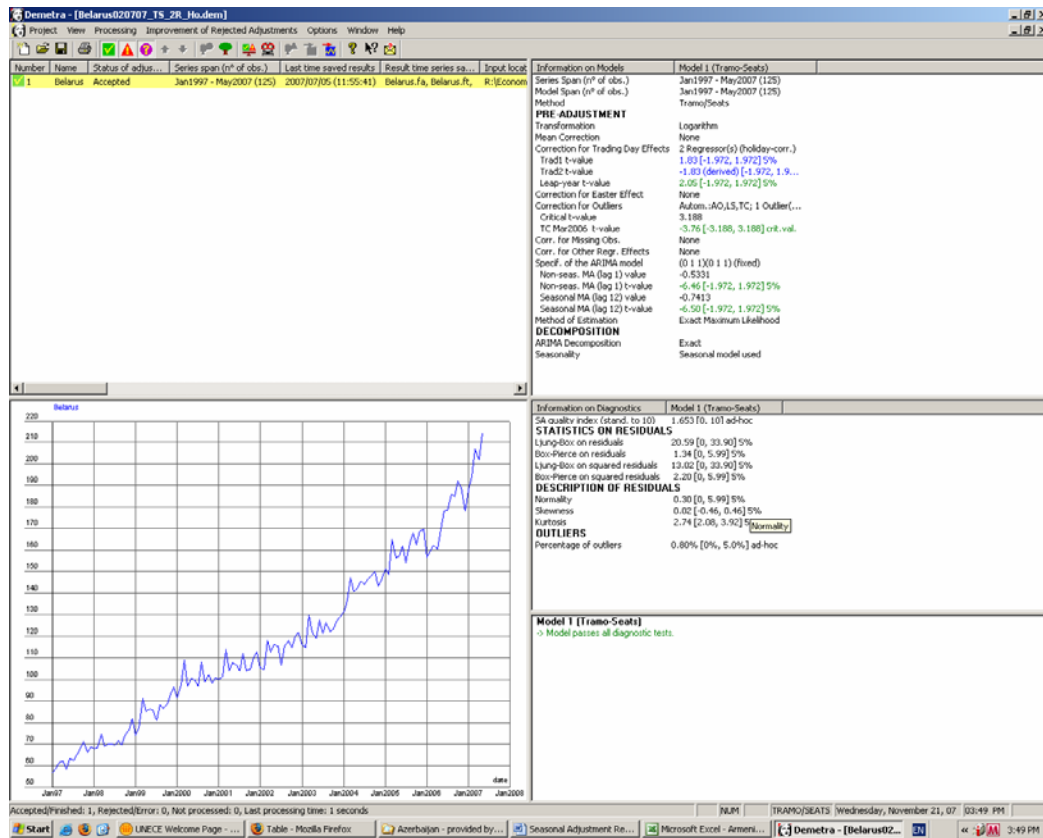 Demetra - [Belarus020707_TS_2R_Ho.dem]
Project View Processing Improvement of Rejected Adjustments Options Window Help
Number Name Status of adjus... Series span (n° of obs.) Last time saved results Result time series sa... Input locat
1 Belarus Accepted Jan1997 - May2007 (125) 2007/07/05 (11:55:41) Belarus.fa, Belarus.ft, R:\Econom
Information on Models Model 1 (Tramo-Seats)
Series Span (n° of obs.) Jan1997 - May2007 (125)
Model Span (n° of obs.) Jan1997 - May2007 (125)
Method Tramo/Seats
PRE-ADJUSTMENT
Transformation Logarithm
Mean Correction None
Correction for Trading Day Effects 2 Regressor(s) (holiday-corr.)
Trad1 t-value 1.83 [-1.972, 1.972] 5%
Trad2 t-value -1.83 (derived) [-1.972, 1.9...
Leap-year t-value 2.05 [-1.972, 1.972] 5%
Correction for Easter Effect None
Correction for Outliers Autom.:AO,LS,TC; 1 Outlier(...
Critical t-value 3.188
TC Mar2006 t-value -3.76 [-3.188, 3.188] crit.val.
Corr. for Missing Obs. None
Corr. for Other Regr. Effects None
Specif. of the ARIMA model (0 1 1)(0 1 1) (fixed)
Non-seas. MA (lag 1) value -0.5331
Non-seas. MA (lag 1) t-value -6.46 [-1.972, 1.972] 5%
Seasonal MA (lag 12) value -0.7413
Seasonal MA (lag 12) t-value -6.50 [-1.972, 1.972] 5%
Method of Estimation Exact Maximum Likelihood
DECOMPOSITION
ARIMA Decomposition Exact
Seasonality Seasonal model used
Belarus
220
210
200
190
180
170
160
150
140
130
120
110
100
90
80
70
60
50
date
Jan97 Jan98 Jan99 Jan2000 Jan2001 Jan2002 Jan2003 Jan2004 Jan2005 Jan2006 Jan2007 Jan2008
Information on Diagnostics Model 1 (Tramo-Seats)
SA quality index (stand. to 10) 1.653 [0, 10] ad-hoc
STATISTICS ON RESIDUALS
Ljung-Box on residuals 20.59 [0, 33.90] 5%
Box-Pierce on residuals 1.34 [0, 5.99] 5%
Ljung-Box on squared residuals 13.02 [0, 33.90] 5%
Box-Pierce on squared residuals 2.20 [0, 5.99] 5%
DESCRIPTION OF RESIDUALS
Normality 0.30 [0, 5.99] 5%
Skewness 0.02 [-0.46, 0.46] 5%
Kurtosis 2.74 [2.08, 3.92] 5
Normality
OUTLIERS
Percentage of outliers 0.80% [0%, 5.0%] ad-hoc
Model 1 (Tramo-Seats)
-> Model passes all diagnostic tests.
Accepted/Finished: 1, Rejected/Error: 0, Not processed: 0, Last processing time: 1 seconds
NUM TRAMO/SEATS Wednesday, November 21, 07 03:49 PM
Start UNECE Welcome Page - ... Table - Mozilla Firefox Azerbaijan - provided by... Seasonal Adjustment Re... Microsoft Excel - Armeni... Demetra - [Belarus02... EN 3:49 PM